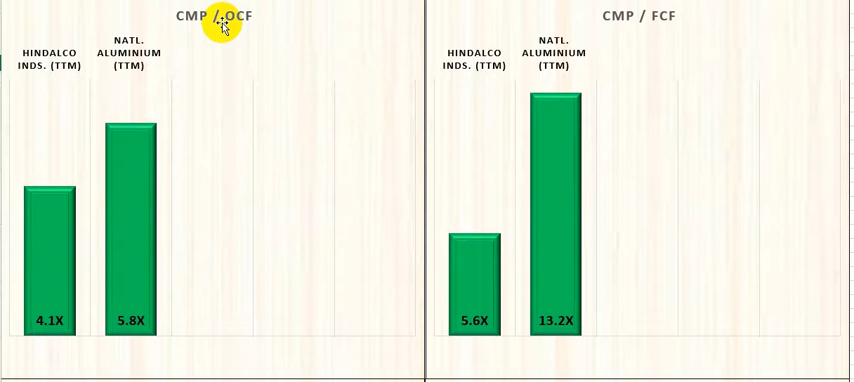 CMP / OCF
HINDALCO
INDS. (TTM)
NATL.
ALUMINIUM
(TTM)
4.1X
5.8X
CMP / FCF
HINDALCO
INDS. (TTM)
NATL.
ALUMINIUM
(TTM)
5.6X
13.2X